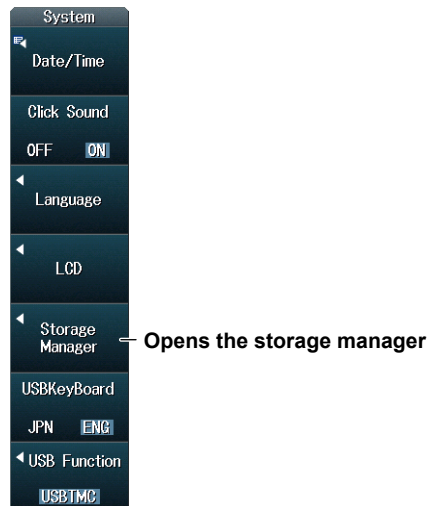 System
Date/Time
Click Sound
OFF ON
Language
LCD
Storage
Manager
Opens the storage manager
USBKeyBoard
JPN ENG
USB Function
USBTMC